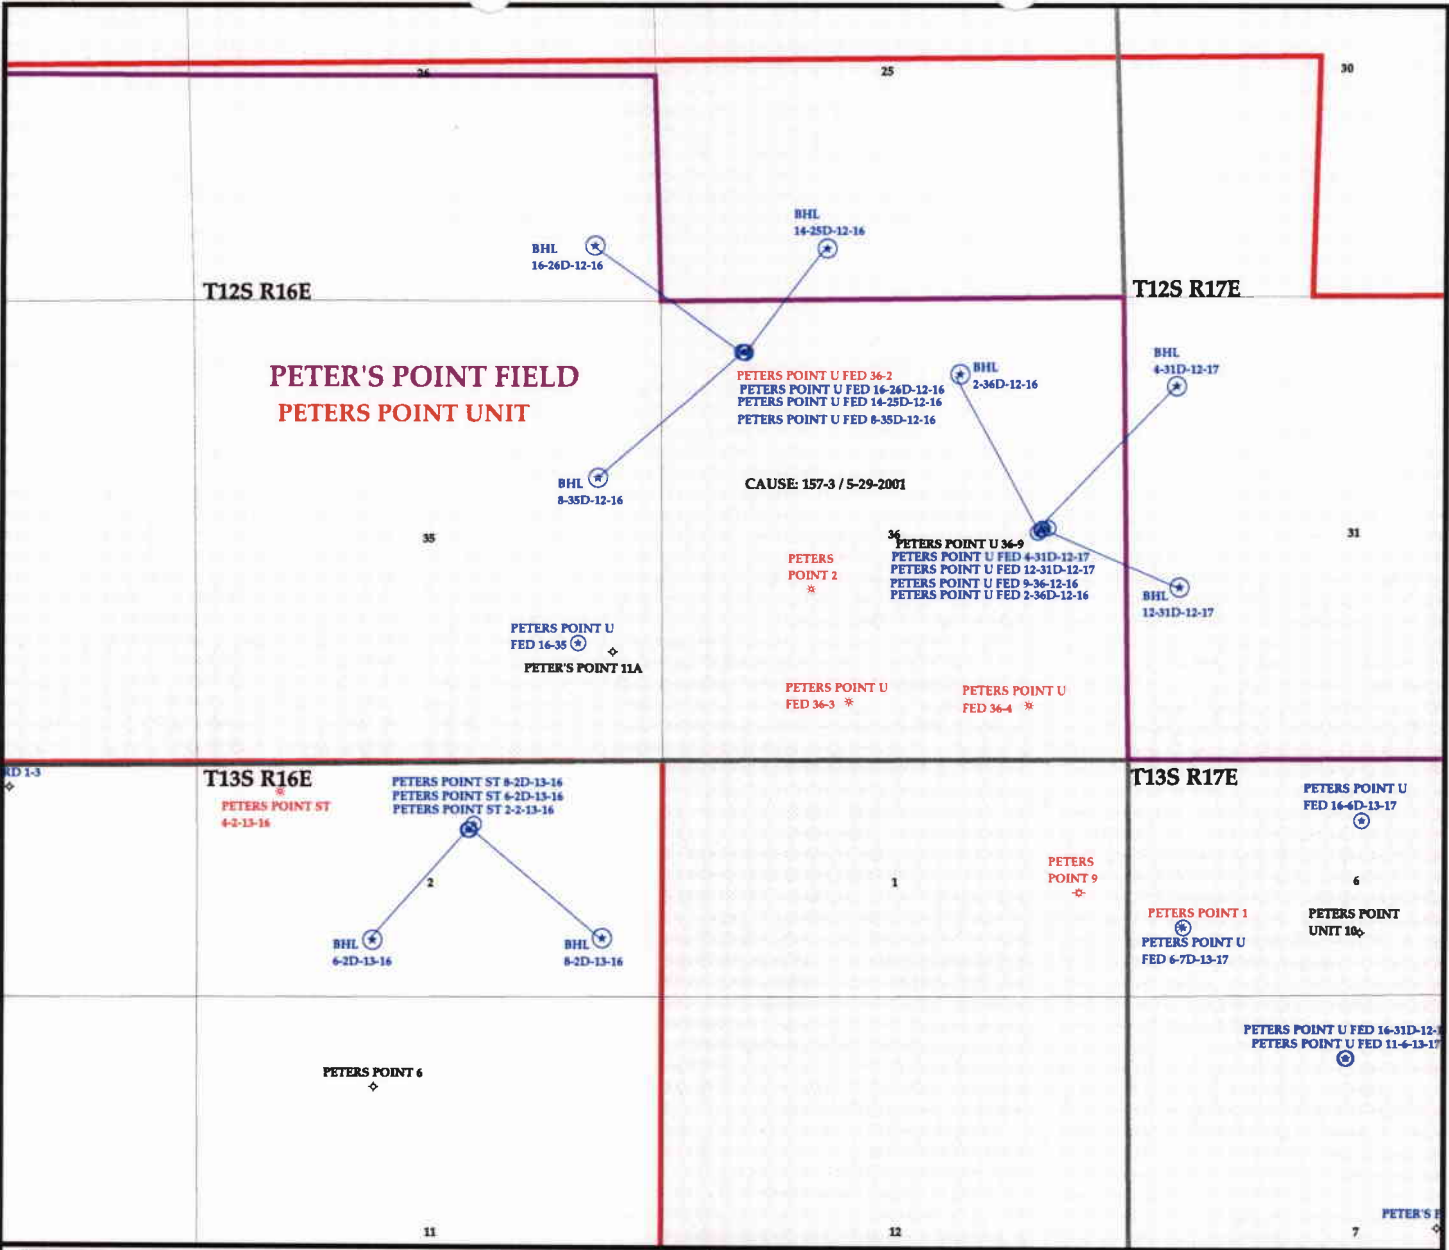 26
25
30
BHL
14-25D-12-16
BHL
16-26D-12-16
T12S R16E
T12S R17E
BHL
4-31D-12-17
PETER'S POINT FIELD
PETERS POINT UNIT
PETERS POINT U FED 36-2
PETERS POINT U FED 16-26D-12-16
PETERS POINT U FED 14-25D-12-16
PETERS POINT U FED 8-35D-12-16
BHL
2-36D-12-16
BHL
8-35D-12-16
CAUSE: 157-3 / 5-29-2001
35
36
31
PETERS POINT U 36-9
PETERS POINT U FED 4-31D-12-17
PETERS POINT U FED 12-31D-12-17
PETERS POINT U FED 9-36-12-16
PETERS POINT U FED 2-36D-12-16
PETERS
POINT 2
BHL
12-31D-12-17
PETERS POINT U
FED 16-35
PETER'S POINT 11A
PETERS POINT U
FED 36-3
PETERS POINT U
FED 36-4
RD 1-3
T13S R16E
T13S R17E
PETERS POINT ST
4-2-13-16
PETERS POINT ST 8-2D-13-16
PETERS POINT ST 6-2D-13-16
PETERS POINT ST 2-2-13-16
PETERS POINT U
FED 16-6D-13-17
2
1
6
PETERS
POINT 9
PETERS POINT 1
PETERS POINT U
FED 6-7D-13-17
PETERS POINT
UNIT 10
BHL
6-2D-13-16
BHL
8-2D-13-16
PETERS POINT U FED 16-31D-12-1
PETERS POINT U FED 11-6-13-17
PETERS POINT 6
PETER'S P
11
12
7